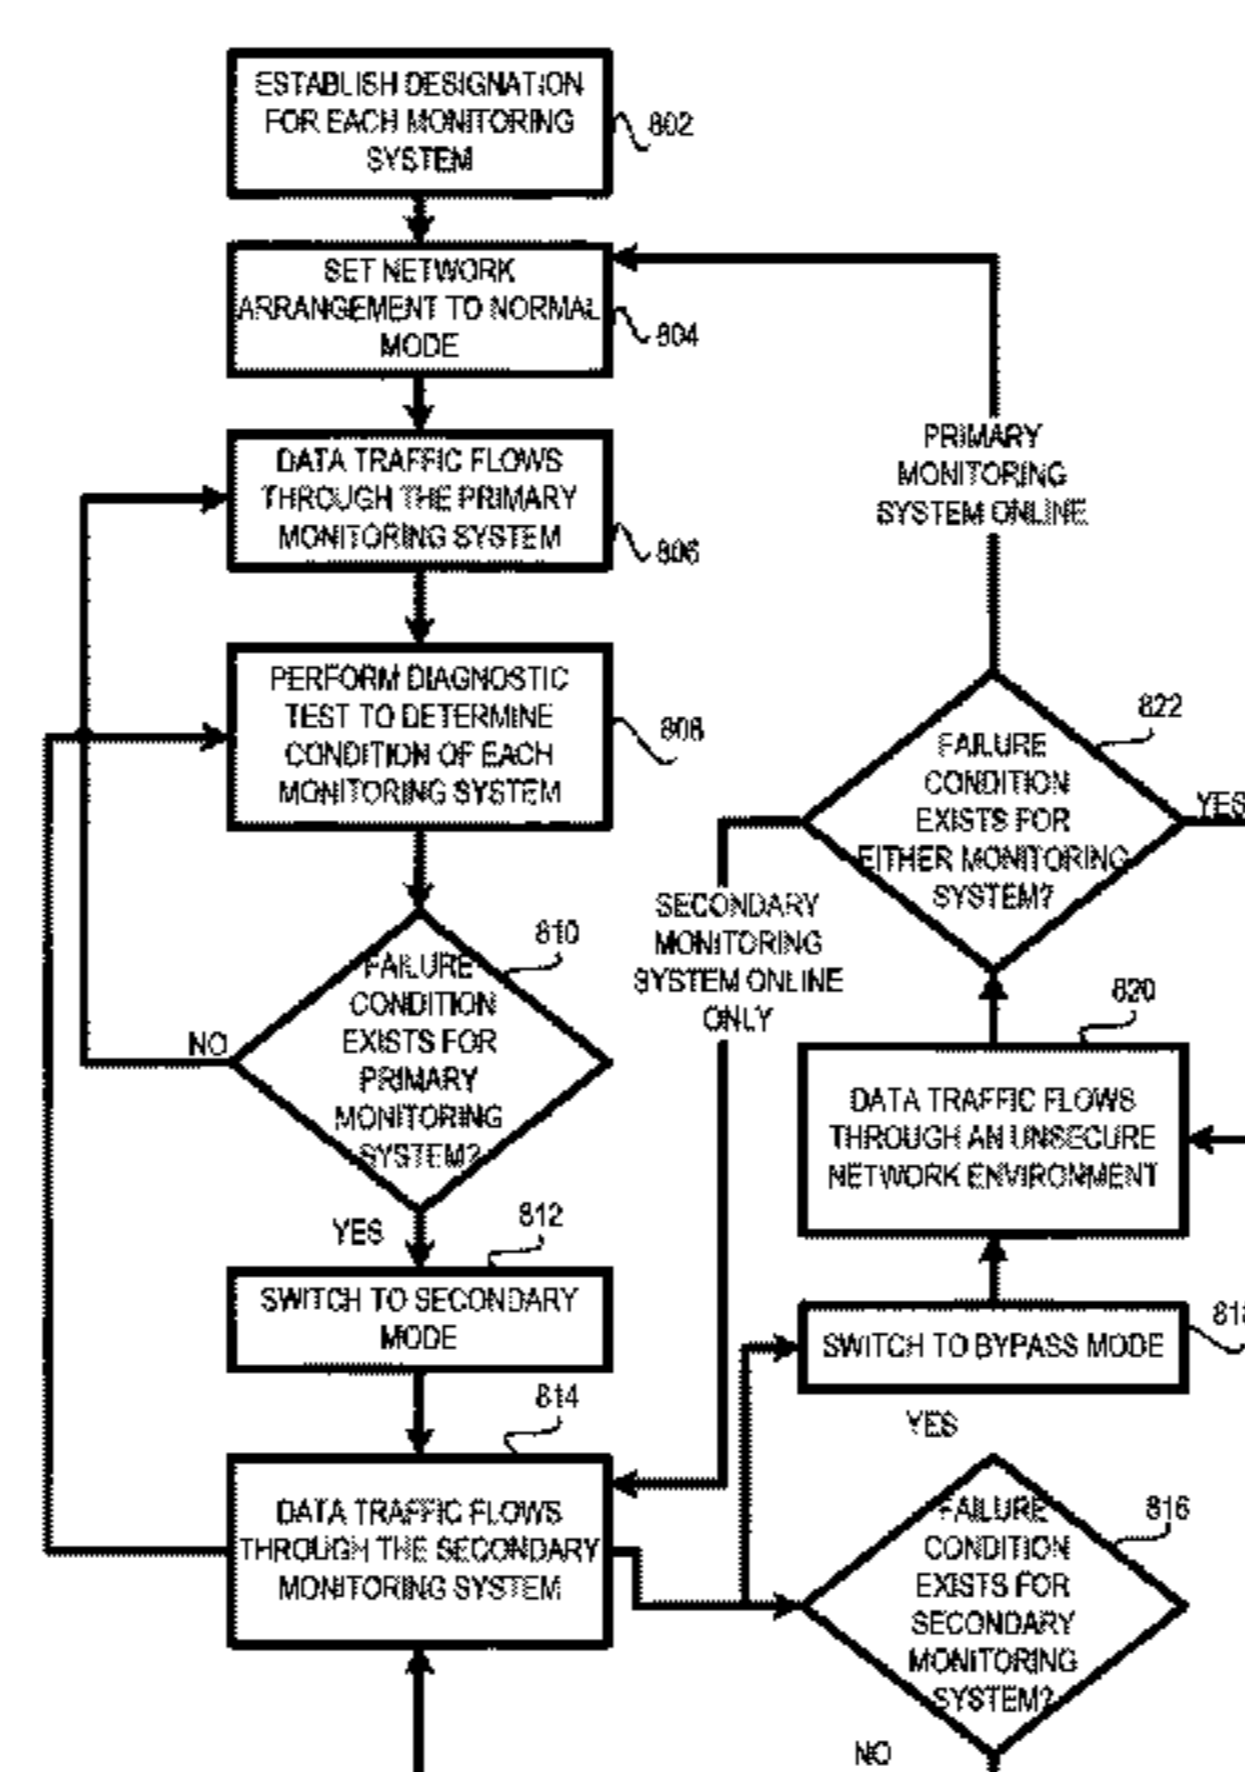 ESTABLISH DESIGNATION
FOR EACH MONITORING
SYSTEM
802
SET NETWORK
ARRANGEMENT TO NORMAL
MODE
804
DATA TRAFFIC FLOWS
THROUGH THE PRIMARY
MONITORING SYSTEM
806
PERFORM DIAGNOSTIC
TEST TO DETERMINE
CONDITION OF EACH
MONITORING SYSTEM
808
FAILURE
CONDITION
EXISTS FOR
PRIMARY
MONITORING
SYSTEM?
810
NO
YES
812
SWITCH TO SECONDARY
MODE
814
DATA TRAFFIC FLOWS
THROUGH THE SECONDARY
MONITORING SYSTEM
PRIMARY
MONITORING
SYSTEM ONLINE
822
FAILURE
CONDITION
EXISTS FOR
EITHER MONITORING
SYSTEM?
YES
SECONDARY
MONITORING
SYSTEM ONLINE
ONLY
820
DATA TRAFFIC FLOWS
THROUGH AN UNSECURE
NETWORK ENVIRONMENT
SWITCH TO BYPASS MODE
YES
816
FAILURE
CONDITION
EXISTS FOR
SECONDARY
MONITORING
SYSTEM?
NO